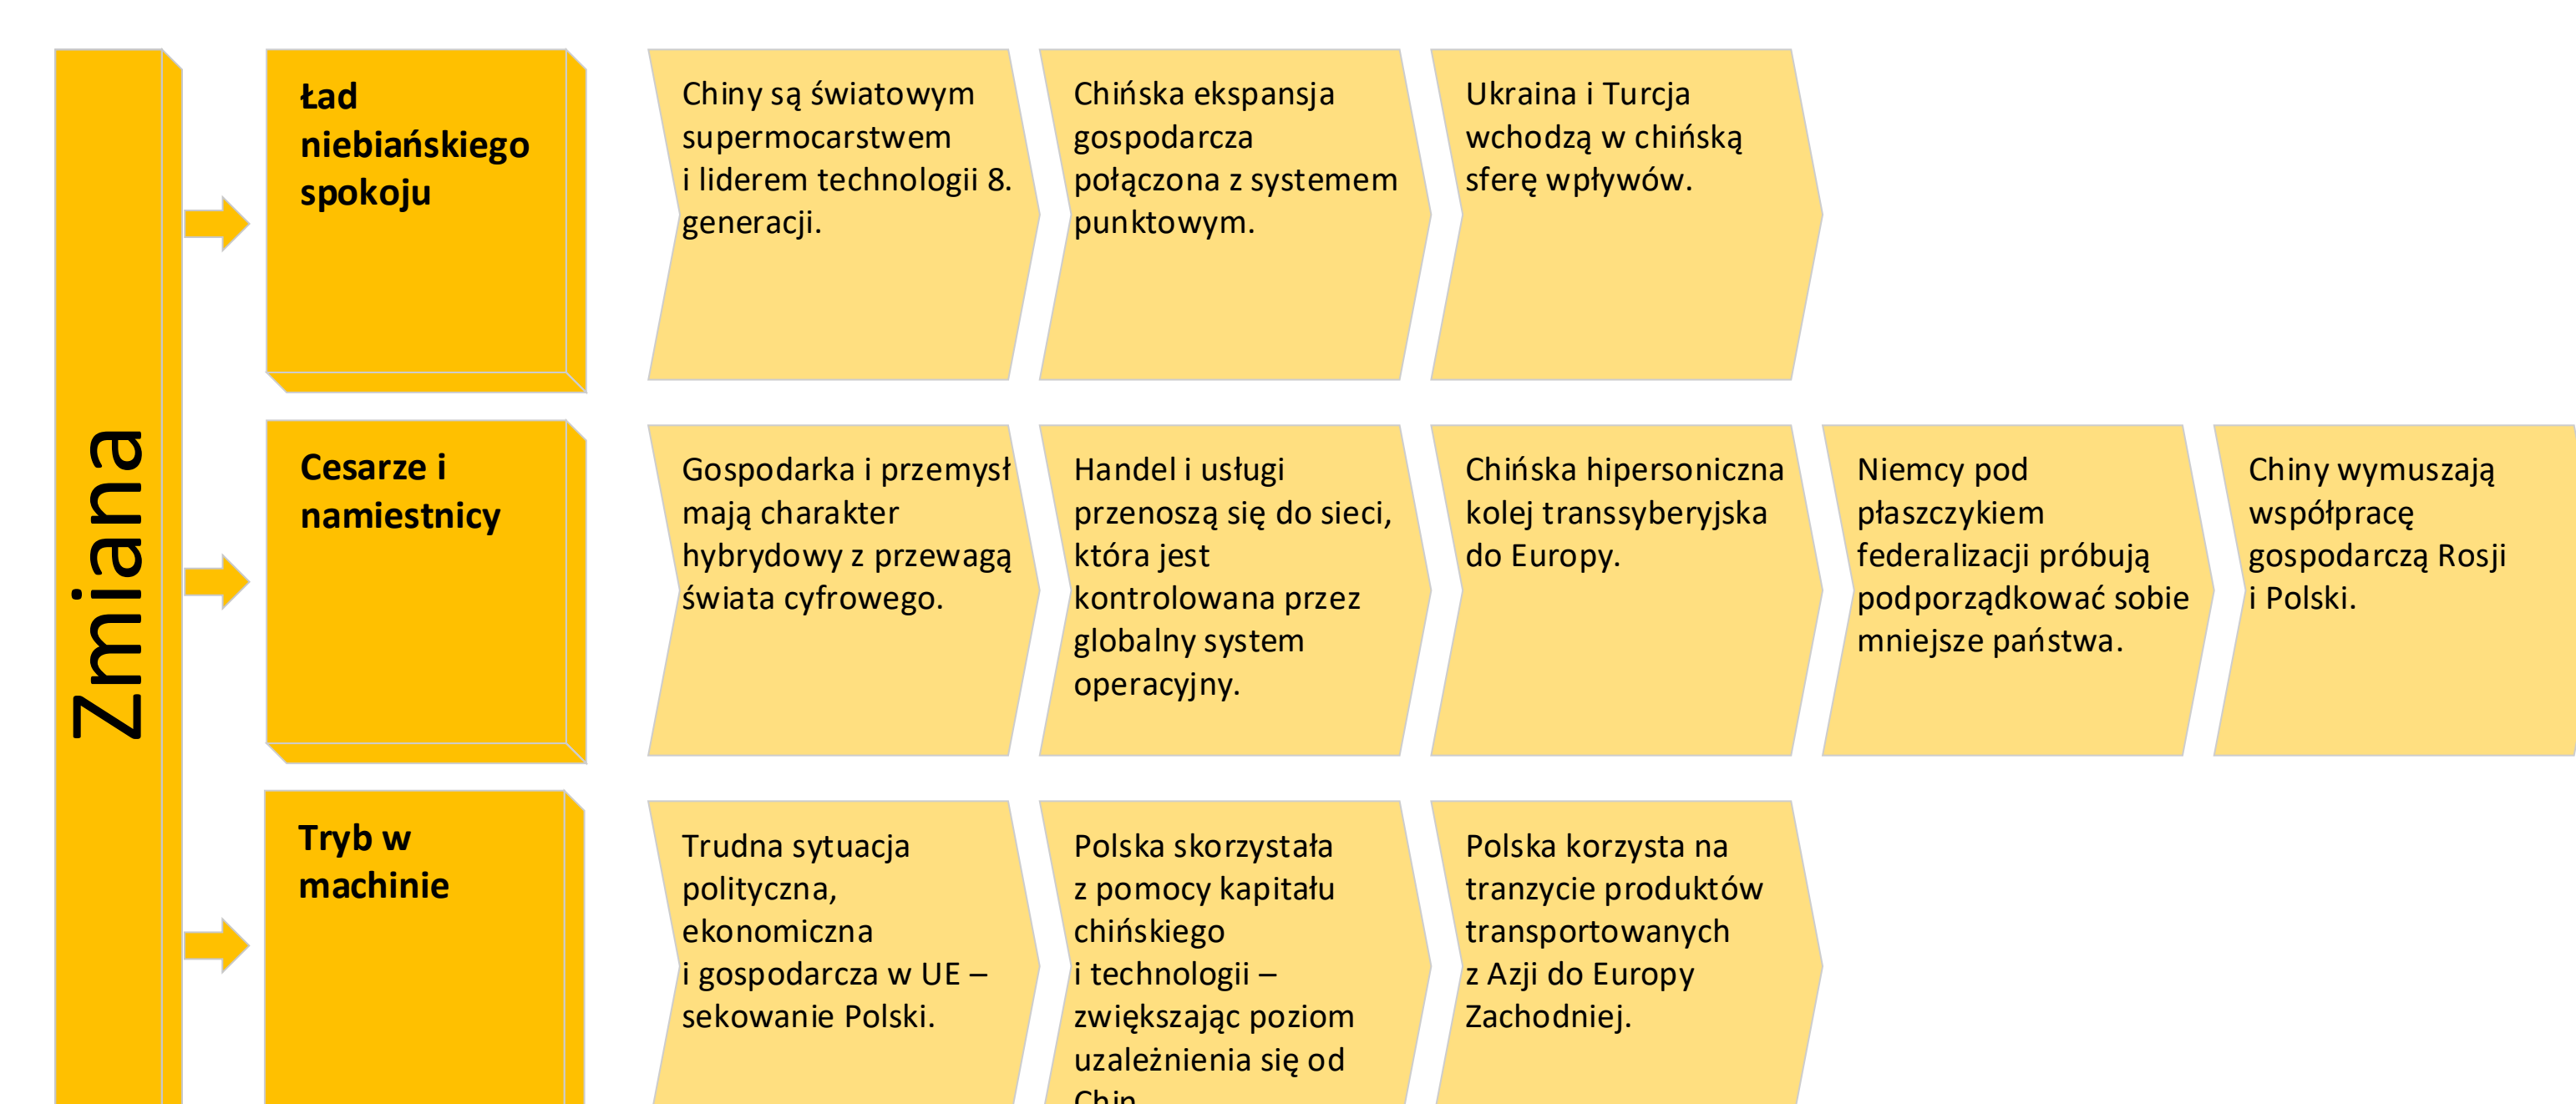 Zmiana
Ład
niebiańskiego
spokoju
Chiny są światowym
supermocarstwem
i liderem technologii 8.
generacji.
Chińska ekspansja
gospodarcza
połączona z systemem
punktowym.
Ukraina i Turcja
wchodzą w chińską
sferę wpływów.
Cesarze i
namiestnicy
Gospodarka i przemysł
mają charakter
hybrydowy z przewagą
świata cyfrowego.
Handel i usługi
przenoszą się do sieci,
która jest
kontrolowana przez
globalny system
operacyjny.
Chińska hipersoniczna
kolej transsyberyjska
do Europy.
Niemcy pod
płaszczykiem
federalizacji próbują
podporządkować sobie
mniejsze państwa.
Chiny wymuszają
współpracę
gospodarczą Rosji
i Polski.
Tryb w
machinie
Trudna sytuacja
polityczna,
ekonomiczna
i gospodarcza w UE –
sekowanie Polski.
Polska skorzystała
z pomocy kapitału
chińskiego
i technologii –
zwiększając poziom
uzależnienia się od
Chin
Polska korzysta na
tranzycie produktów
transportowanych
z Azji do Europy
Zachodniej.